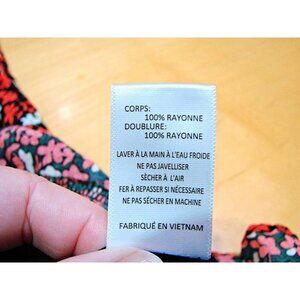 CORPS:
100% RAYONNE
DOUBLURE:
100% RAYONNE
LAVER À LA MAIN À L'EAU FROIDE
NE PAS JAVELLISER
SÈCHER À L'AIR
FER À REPASSER SI NÉCESSAIRE
NE PAS SÉCHER EN MACHINE
FABRIQUÉ EN VIETNAM